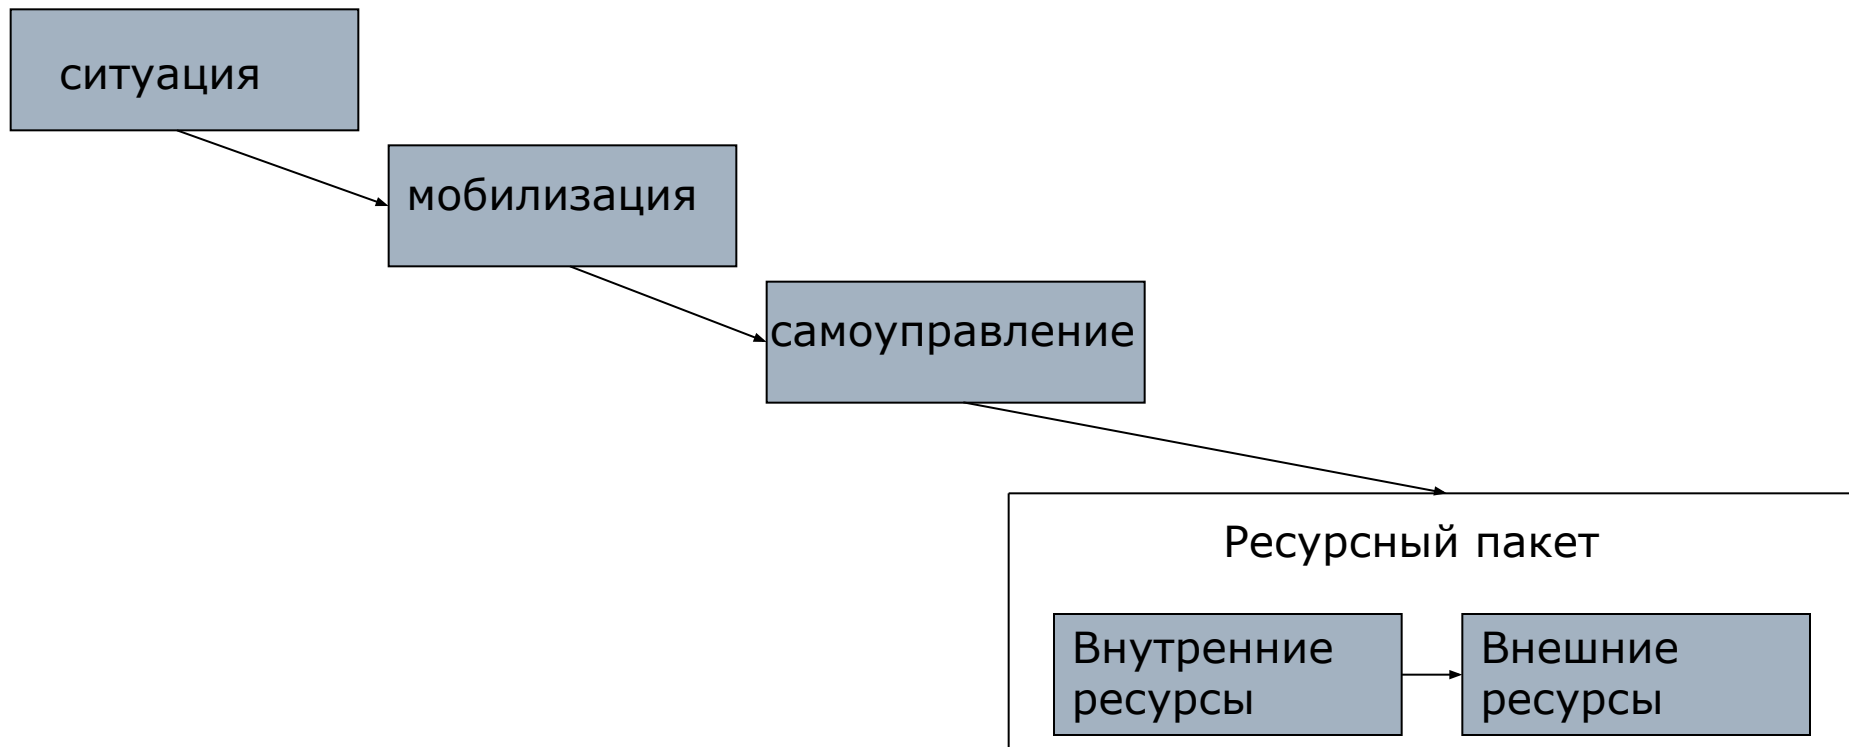 ситуация
мобилизация
самоуправление
Ресурсный пакет
Внутренние
ресурсы
Внешние
ресурсы